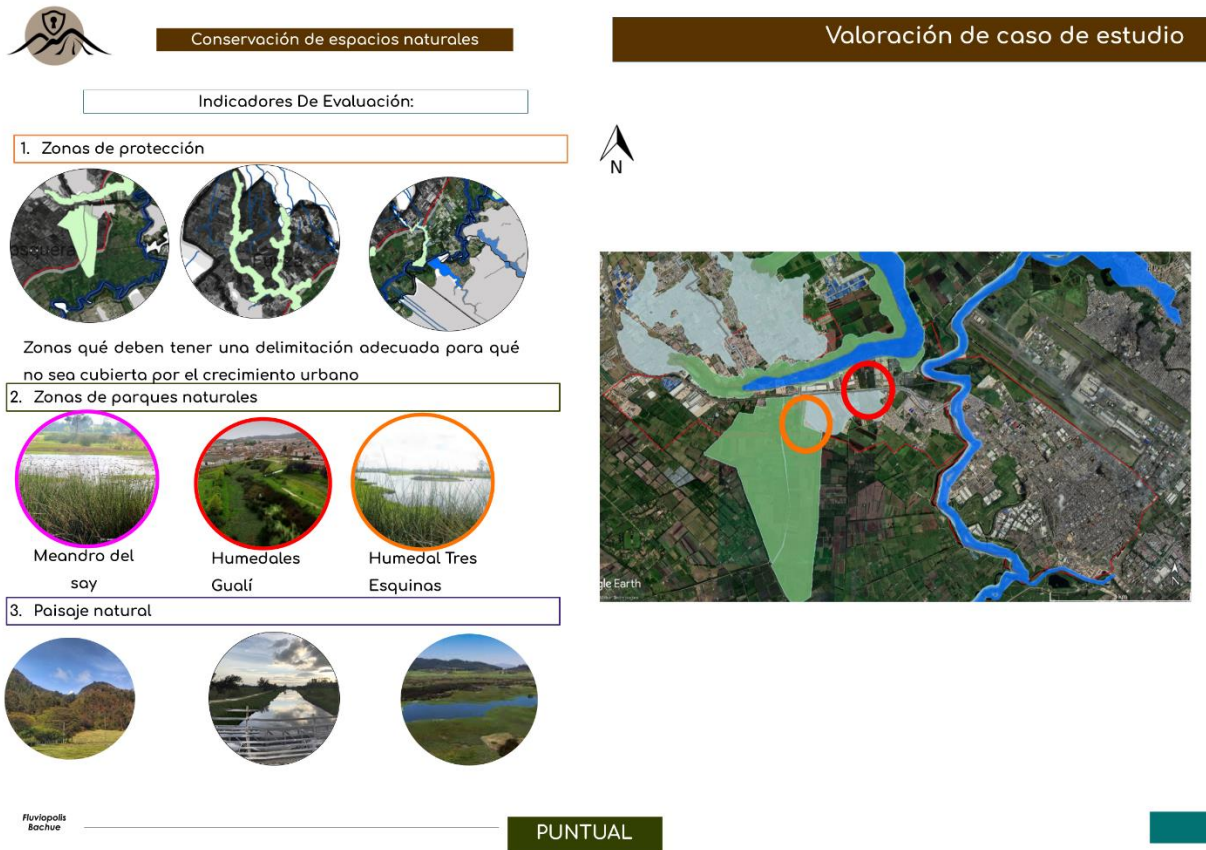 Conservación de espacios naturales
Valoración de caso de estudio
Indicadores De Evaluación:
1. Zonas de protección
N
Zonas qué deben tener una delimitación adecuada para qué
no sea cubierta por el crecimiento urbano
2. Zonas de parques naturales
Meandro del
say
Humedales
Gualí
Humedal Tres
Esquinas
gle Earth
N
3. Paisaje natural
Fluviopolis
Bachue
PUNTUAL